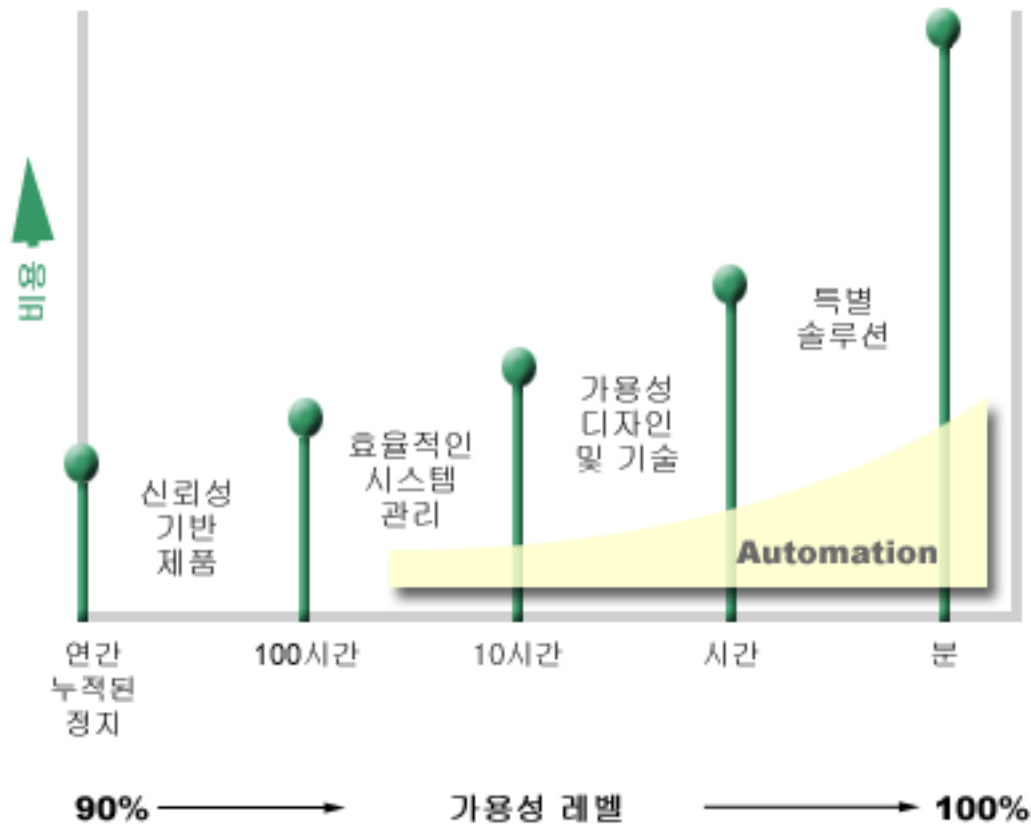 비용
특별
솔루션
가용성
디자인
및 기술
효율적인
시스템
관리
신뢰성
기반
제품
Automation
연간
누적된
정지
100시간
10시간
시간
분
90%
가용성 레벨
100%